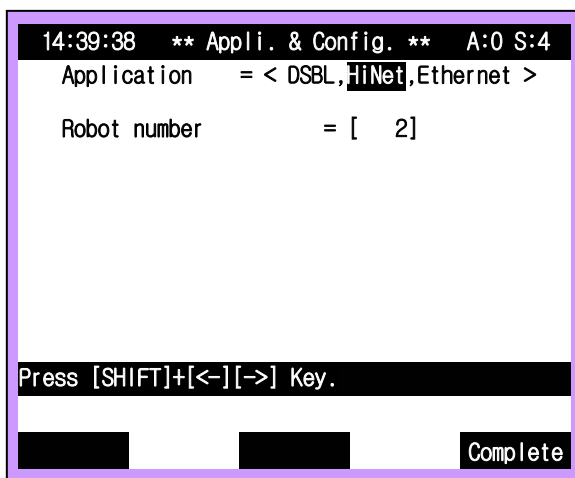 14:39:38 ** Appli. & Config. ** A:0 S:4
Application = < DSBL,HiNet,Ethernet >
Robot number = [ 2]
Press [SHIFT]+[<-][->] Key.
Complete